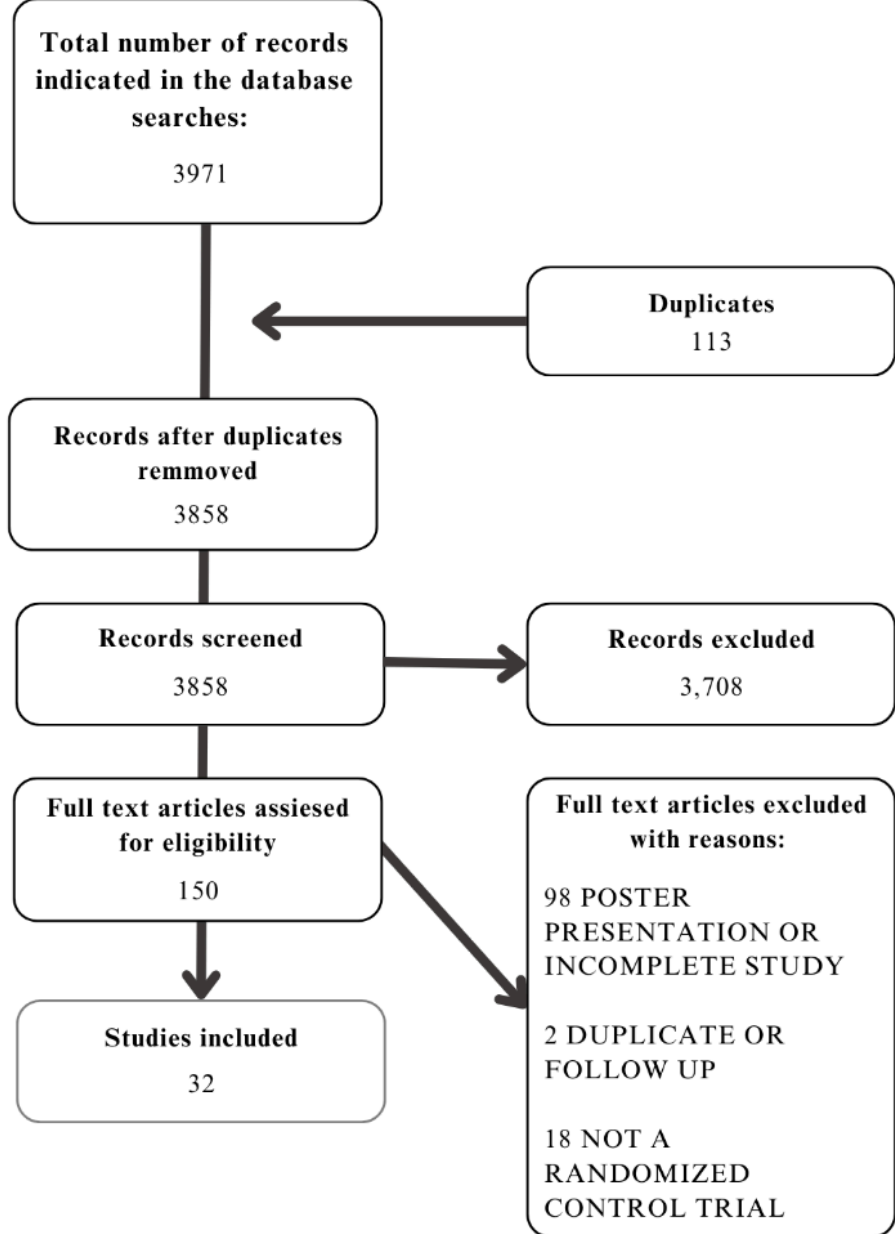 Total number of records
indicated in the database
searches:
3971
Duplicates
113
Records after duplicates
remmoved
3858
Records screened
3858
Records excluded
3,708
Full text articles assiesed
for eligibility
150
Full text articles excluded
with reasons:
98 POSTER
PRESENTATION OR
INCOMPLETE STUDY
2 DUPLICATE OR
FOLLOW UP
18 NOT A
RANDOMIZED
CONTROL TRIAL
Studies included
32